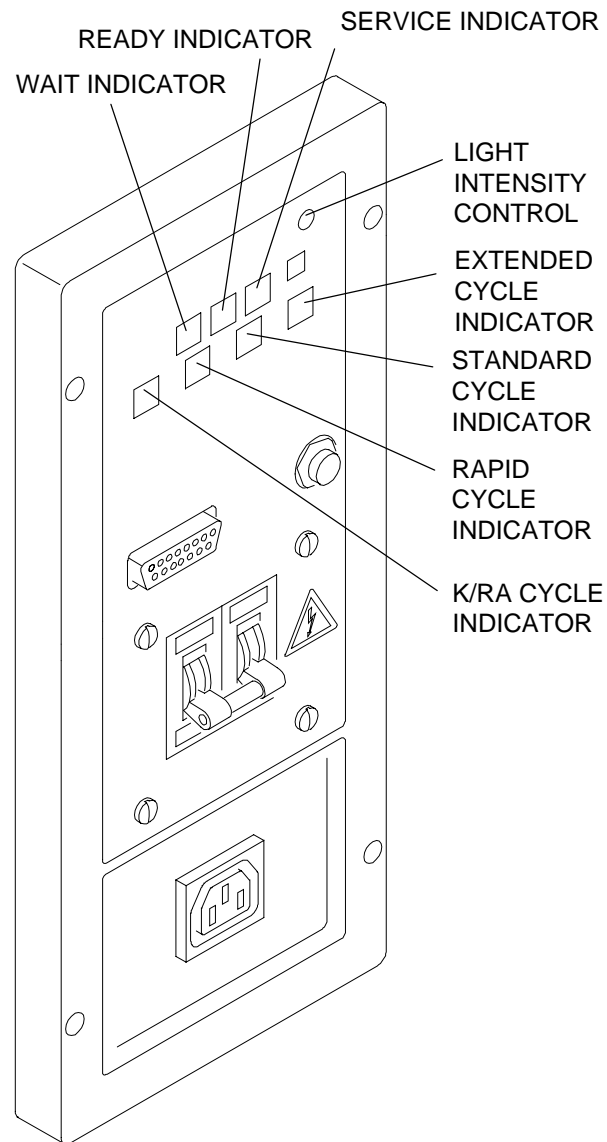 SERVICE INDICATOR
READY INDICATOR
WAIT INDICATOR
LIGHT
INTENSITY
CONTROL
EXTENDED
CYCLE
INDICATOR
STANDARD
CYCLE
INDICATOR
RAPID
CYCLE
INDICATOR
K/RA CYCLE
INDICATOR